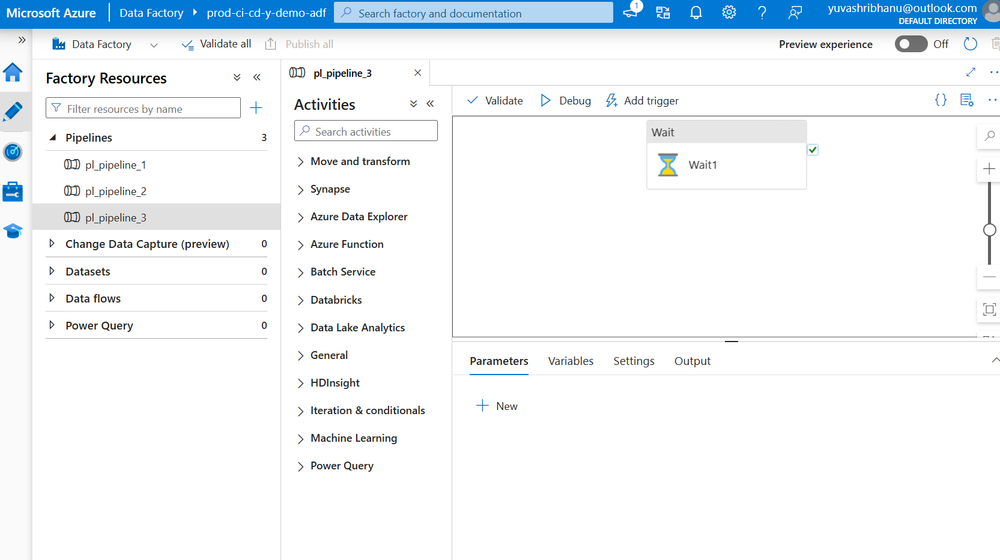 Microsoft Azure
Data Factory
prod-ci-cd-y-demo-adf
Search factory and documentation
1
yuvashribhanu@outlook.com
DEFAULT DIRECTORY
Data Factory
Validate all
Publish all
Preview experience
Off
Factory Resources
Filter resources by name
Pipelines 3
pl_pipeline_1
pl_pipeline_2
pl_pipeline_3
Change Data Capture (preview) 0
Datasets 0
Data flows 0
Power Query 0
pl_pipeline_3
Activities
Search activities
Move and transform
Synapse
Azure Data Explorer
Azure Function
Batch Service
Databricks
Data Lake Analytics
General
HDInsight
Iteration & conditionals
Machine Learning
Power Query
Validate
Debug
Add trigger
Wait
Wait1
Parameters
Variables
Settings
Output
New